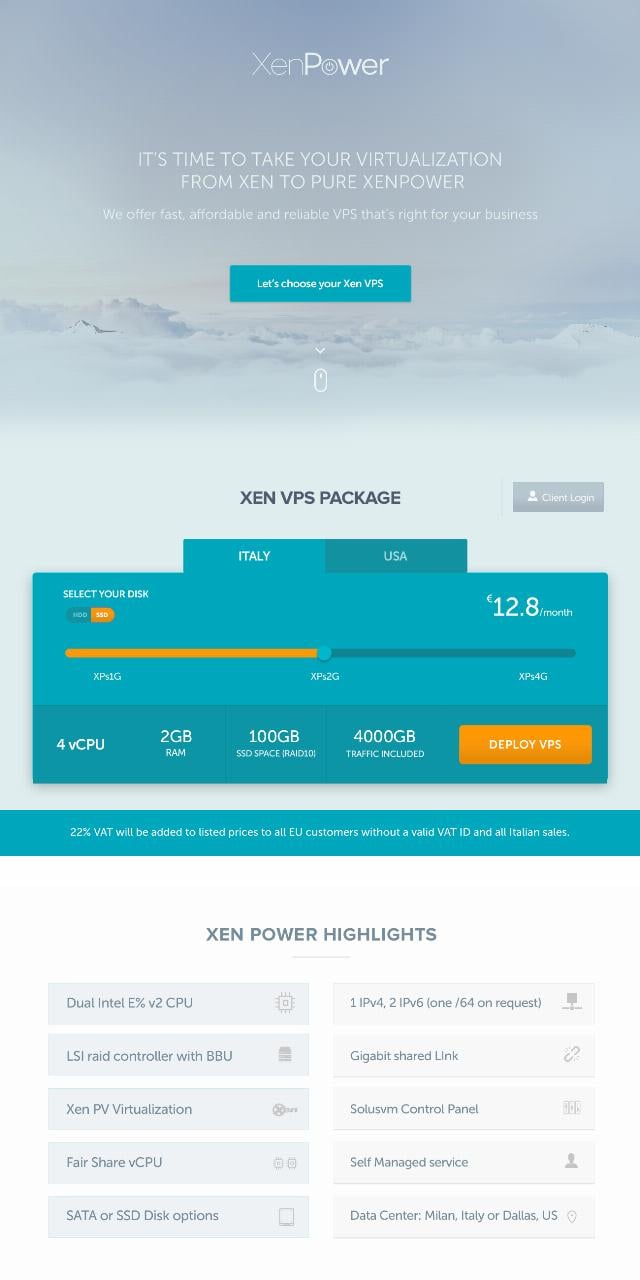 XenPower
IT'S TIME TO TAKE YOUR VIRTUALIZATION
FROM XEN TO PURE XENPOWER
We offer fast, affordable and reliable VPS that's right for your business
Let's choose your Xen VPS
XEN VPS PACKAGE
Client Login
ITALY
USA
SELECT YOUR DISK
HDD SSD
€12.8/month
XPs1G
XPs2G
XPs4G
4 vCPU
2GB
RAM
100GB
SSD SPACE (RAID10)
4000GB
TRAFFIC INCLUDED
DEPLOY VPS
22% VAT will be added to listed prices to all EU customers without a valid VAT ID and all Italian sales.
XEN POWER HIGHLIGHTS
Dual Intel E% v2 CPU
1 IPv4, 2 IPv6 (one /64 on request)
LSI raid controller with BBU
Gigabit shared LInk
Xen PV Virtualization
Solusvm Control Panel
Fair Share vCPU
Self Managed service
SATA or SSD Disk options
Data Center: Milan, Italy or Dallas, US